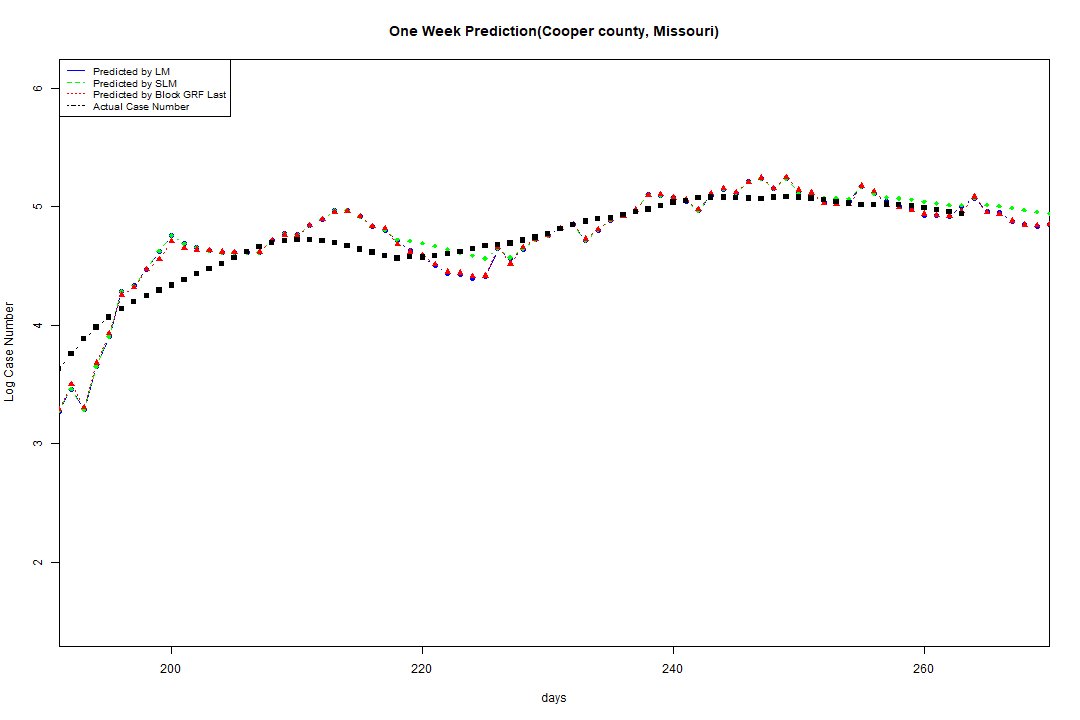 One Week Prediction(Cooper county, Missouri)
Predicted by LM
Predicted by SLM
Predicted by Block GRF Last
Actual Case Number
6
5
4
3
2
Log Case Number
200
220
240
260
days